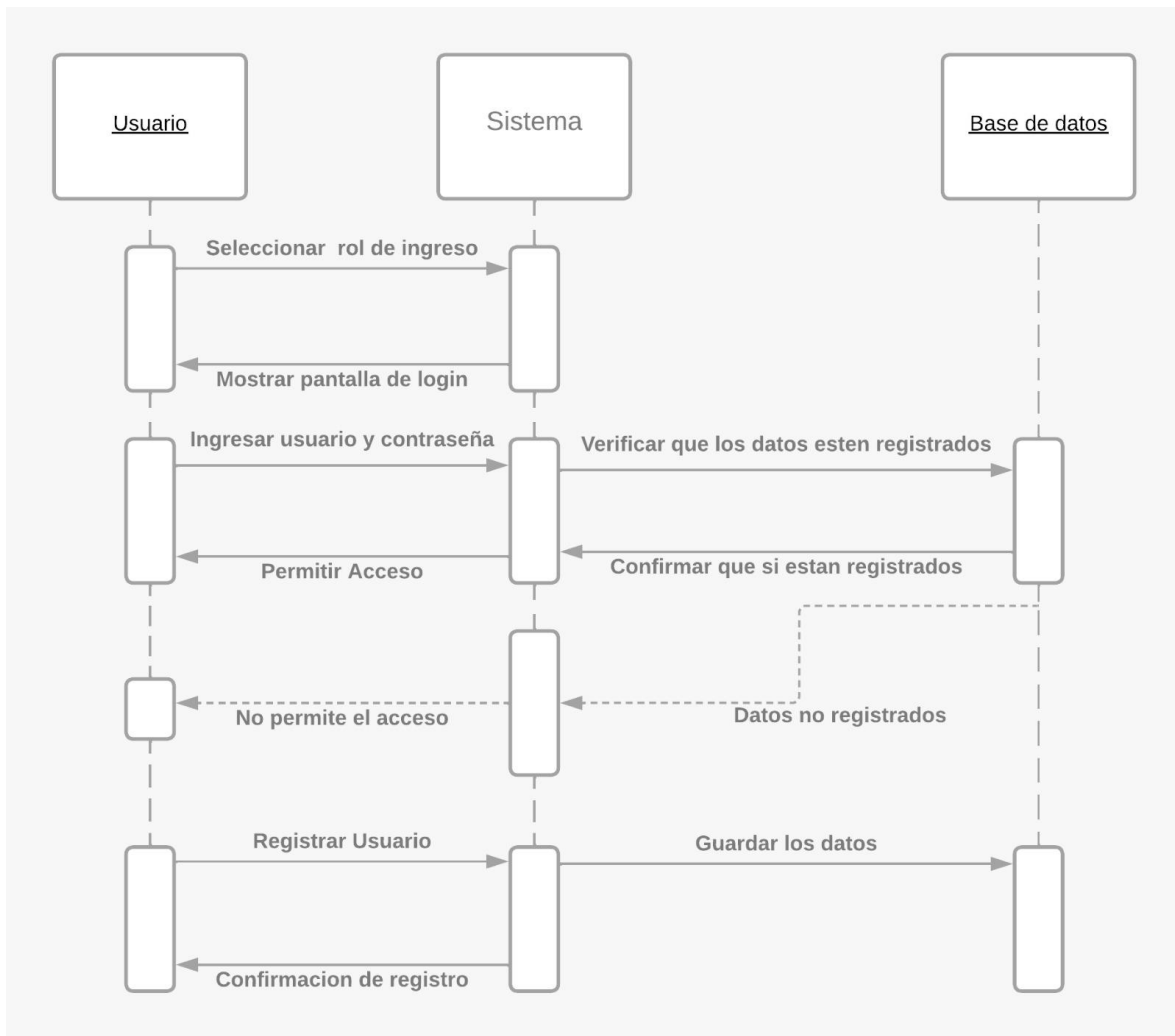 Usuario
Sistema
Base de datos
Seleccionar rol de ingreso
Mostrar pantalla de login
Ingresar usuario y contraseña
Verificar que los datos esten registrados
Permitir Acceso
Confirmar que si estan registrados
No permite el acceso
Datos no registrados
Registrar Usuario
Guardar los datos
Confirmacion de registro